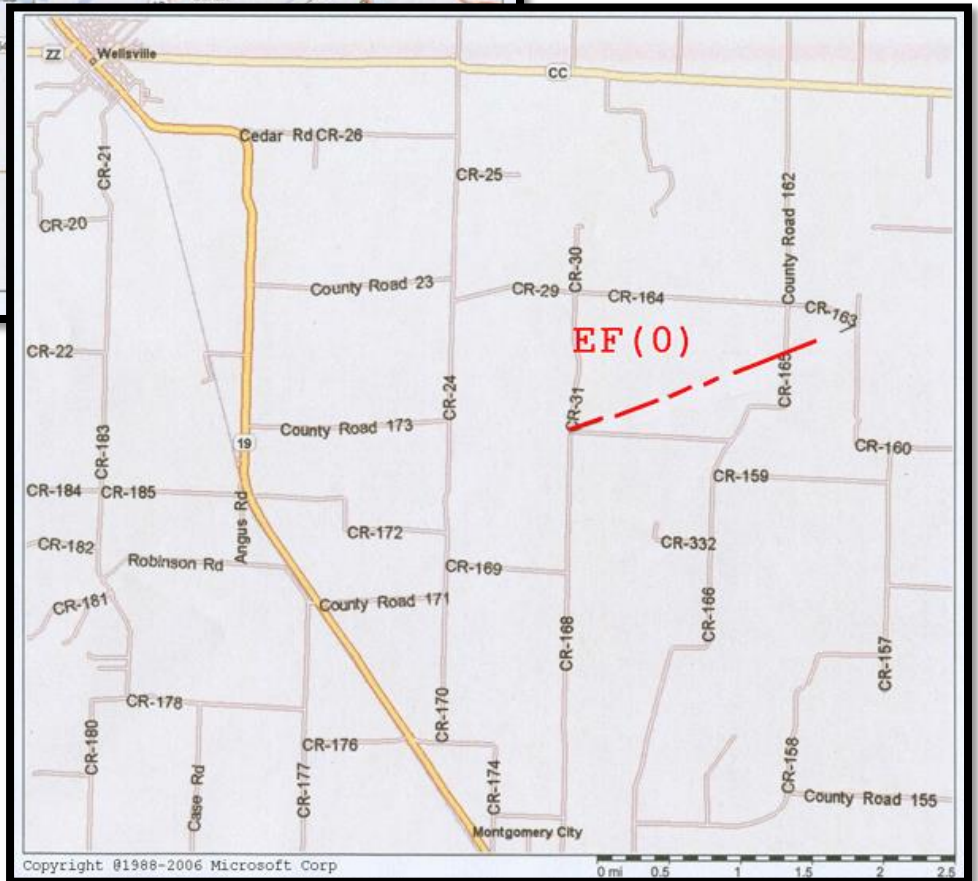 ZZ
Wellsville
CC
Cedar Rd CR-26
CR-21
CR-25
County Road 162
CR-20
CR-30
County Road 23
CR-29
CR-164
CR-163
EF(0)
CR-22
CR-165
CR-24
CR-31
County Road 173
19
CR-183
CR-160
CR-159
CR-184
CR-185
Angus Rd
CR-172
CR-182
CR-332
Robinson Rd
CR-169
CR-181
County Road 171
CR-166
CR-168
CR-157
CR-178
CR-170
CR-180
CR-176
Case Rd
CR-177
CR-174
CR-158
County Road 155
Montgomery City
Copyright @1988-2006 Microsoft Corp
0 mi 0.5 1 1.5 2 2.5